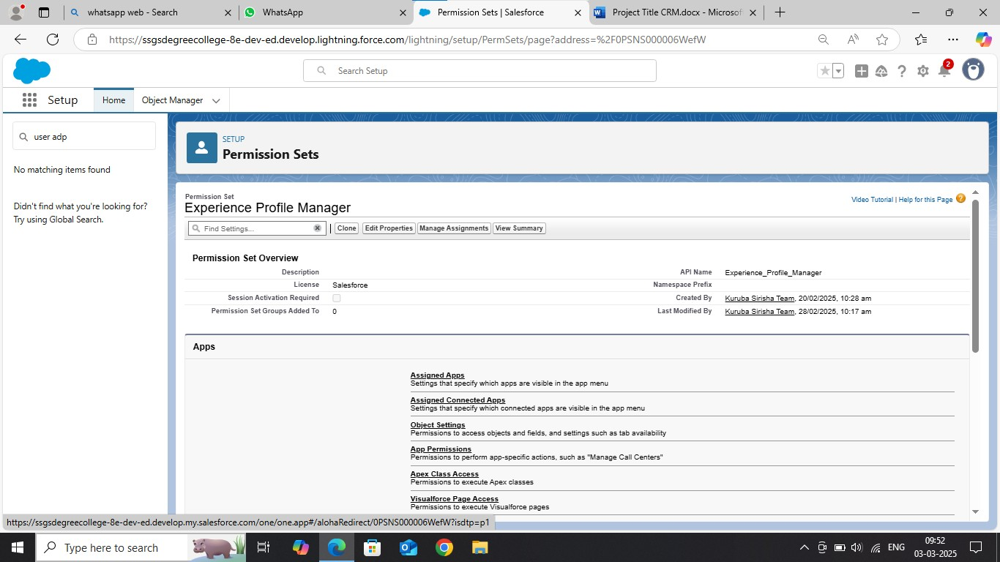 whatsapp web - Search
WhatsApp
Permission Sets | Salesforce
Project Title CRM.docx - Microsof
https://ssgsdegreecollege-8e-dev-ed.develop.lightning.force.com/lightning/setup/PermSets/page?address=%2F0PSNS000006WefW
Search Setup
2
Setup
Home
Object Manager
user adp
No matching items found
Didn't find what you're looking for?
Try using Global Search.
SETUP
Permission Sets
Permission Set
Experience Profile Manager
Video Tutorial | Help for this Page
Find Settings...
Clone
Edit Properties
Manage Assignments
View Summary
Permission Set Overview
Description
API Name Experience_Profile_Manager
License Salesforce
Namespace Prefix
Session Activation Required
Created By Kuruba Sirisha Team, 20/02/2025, 10:28 am
Permission Set Groups Added To 0
Last Modified By Kuruba Sirisha Team, 28/02/2025, 10:17 am
Apps
Assigned Apps
Settings that specify which apps are visible in the app menu
Assigned Connected Apps
Settings that specify which connected apps are visible in the app menu
Object Settings
Permissions to access objects and fields, and settings such as tab availability
App Permissions
Permissions to perform app-specific actions, such as "Manage Call Centers"
Apex Class Access
Permissions to execute Apex classes
Visualforce Page Access
Permissions to execute Visualforce pages
https://ssgsdegreecollege-8e-dev-ed.develop.my.salesforce.com/one/one.app#/alohaRedirect/0PSNS000006WefW?isdtp=p1
Type here to search
ENG
09:52
03-03-2025